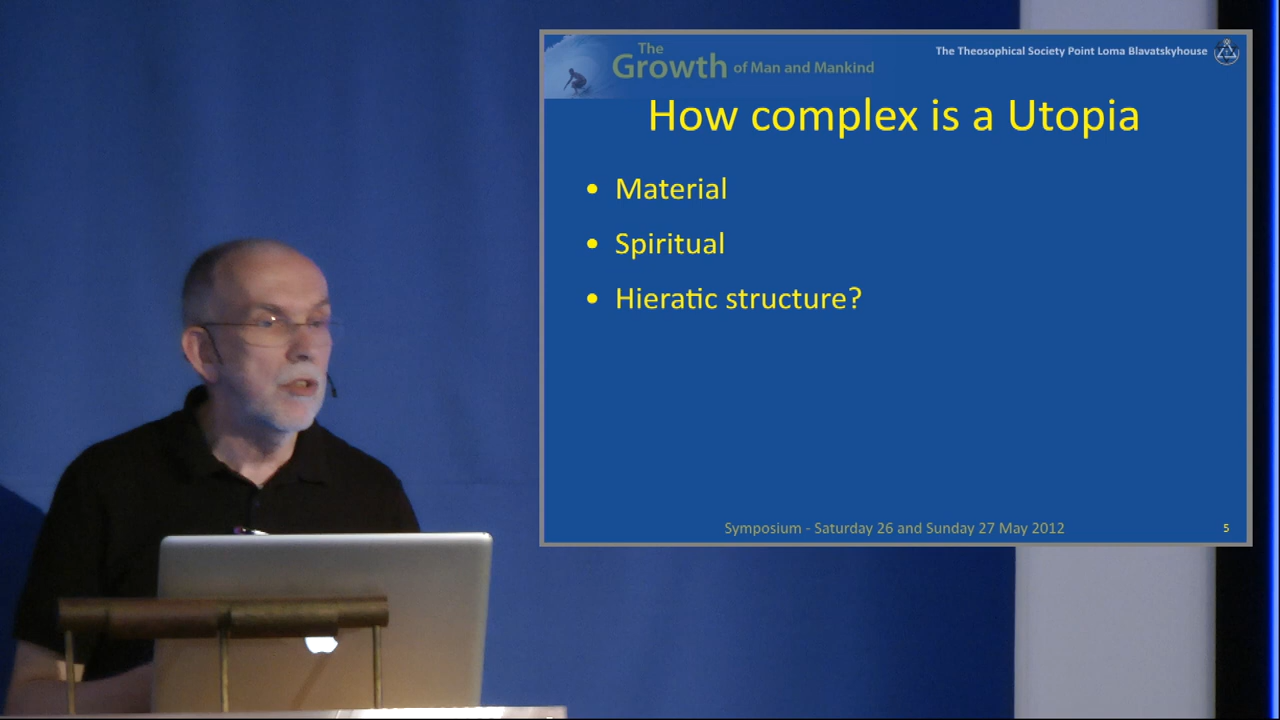 The
Growth of Man and Mankind
The Theosophical Society Point Loma Blavatskyhouse
How complex is a Utopia
• Material
• Spiritual
• Hieratic structure?
Symposium - Saturday 26 and Sunday 27 May 2012
5